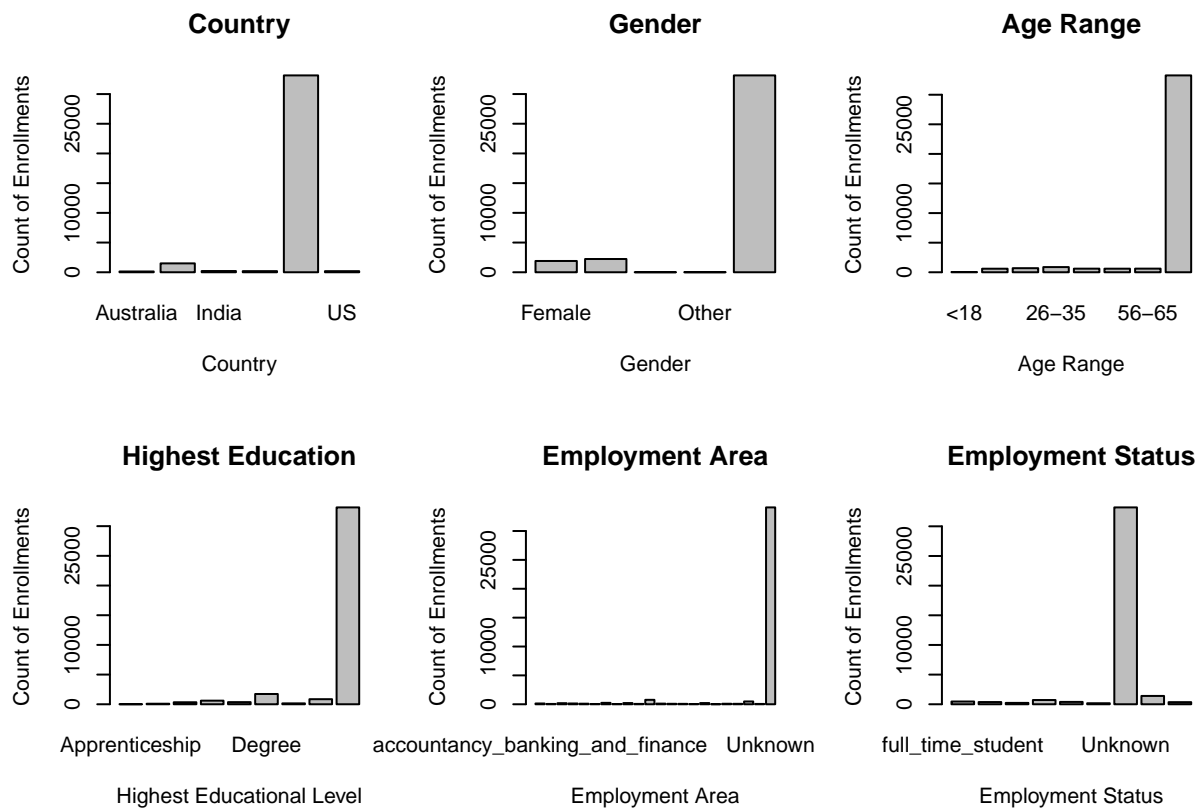 Country
Count of Enrollments
0
10000
25000
Australia India US
Country
Gender
Count of Enrollments
0
10000
25000
Female Other
Gender
Age Range
Count of Enrollments
0
10000
25000
<18 26−35 56−65
Age Range
Highest Education
Count of Enrollments
0
10000
25000
Apprenticeship Degree
Highest Educational Level
Employment Area
Count of Enrollments
0
10000
25000
accountancy_banking_and_finance Unknown
Employment Area
Employment Status
Count of Enrollments
0
10000
25000
full_time_student Unknown
Employment Status